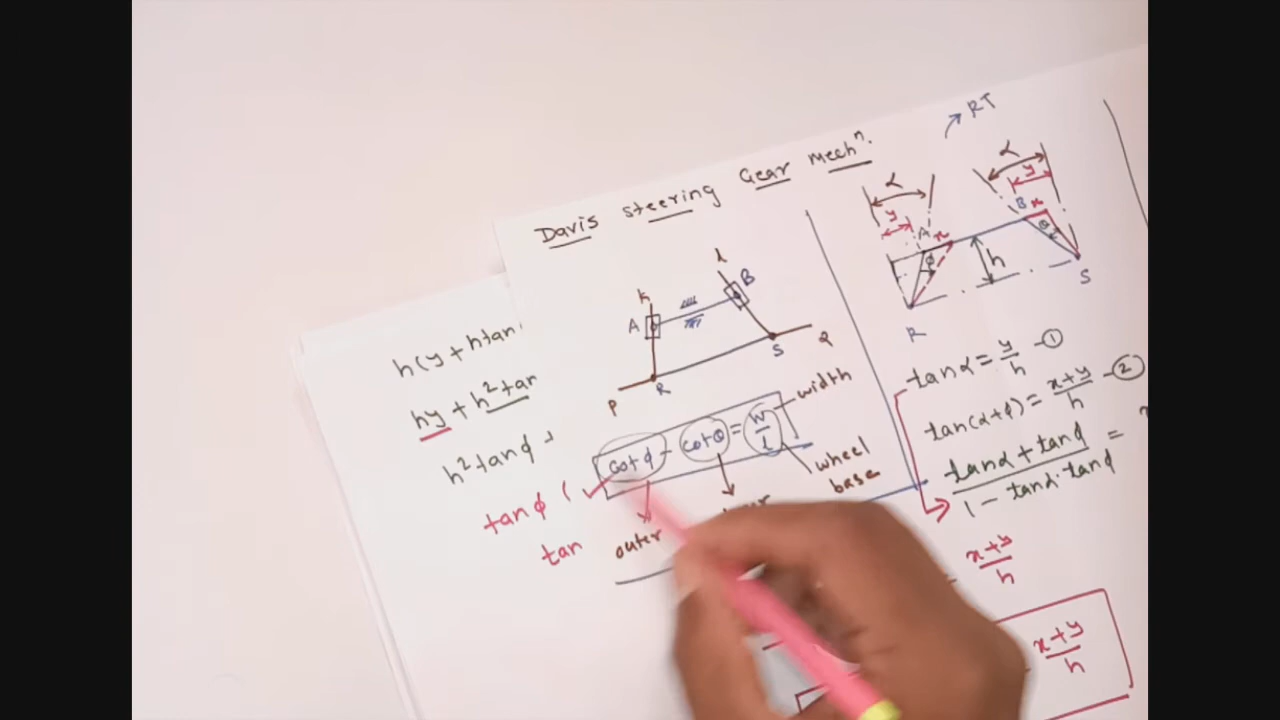 Davis steering Gear mechⁿ.
k
l
A
B
P
R
S
Q
cot φ - cot θ = w/l
width
wheel base
outer
h(y + htan
hy + h² tan
h² tan φ +
tan φ (
tan
RT
α
α
y
y
A
x
B
x
φ
θ
h
R
S
tan α = y/h - ①
tan(α+φ) = x+y/h - ②
tan α + tan φ / 1 - tan α · tan φ =
x+y/h
x+y/h